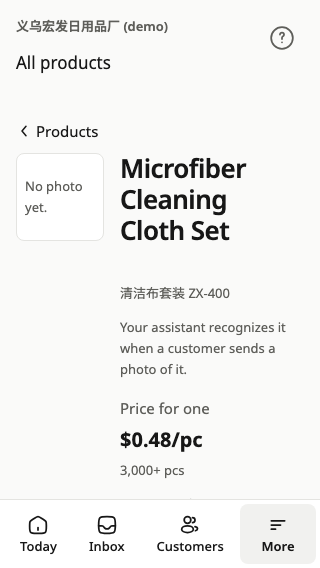 义乌宏发日用品厂 (demo)
All products
Products
No photo
yet.
Microfiber
Cleaning
Cloth Set
清洁布套装 ZX-400
Your assistant recognizes it
when a customer sends a
photo of it.
Price for one
$0.48/pc
3,000+ pcs
Today
Inbox
Customers
More